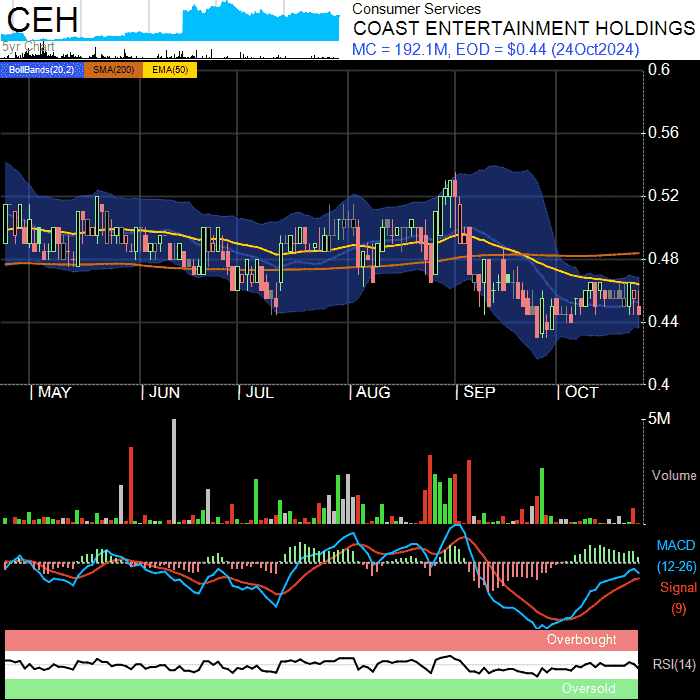 CEH
5yr Chart
Consumer Services
COAST ENTERTAINMENT HOLDINGS
MC = 192.1M, EOD = $0.44 (24Oct2024)
BollBands(20,2) SMA(200) EMA(50)
0.6
0.56
0.52
0.48
0.44
0.4
MAY JUN JUL AUG SEP OCT
5M
Volume
MACD
(12-26)
Signal
(9)
Overbought
RSI(14)
Oversold